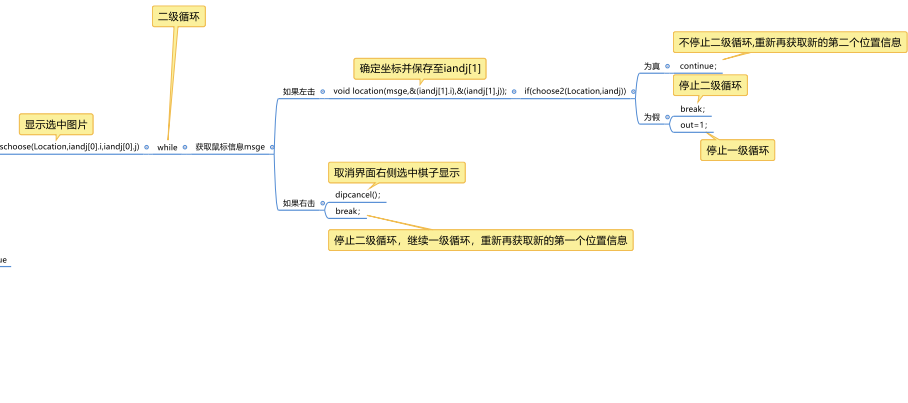 二级循环
不停止二级循环,重新再获取新的第二个位置信息
确定坐标并保存至iandj[1]
为真
continue;
停止二级循环
如果左击
void location(msge,&(iandj[1].i),&(iandj[1].j));
if(choose2(Location,iandj))
为假
break;
out=1;
显示选中图片
schoose(Location,iandj[0].i,iandj[0].j)
while
获取鼠标信息msge
停止一级循环
取消界面右侧选中棋子显示
dipcancel();
如果右击
break;
停止二级循环，继续一级循环，重新再获取新的第一个位置信息
ue